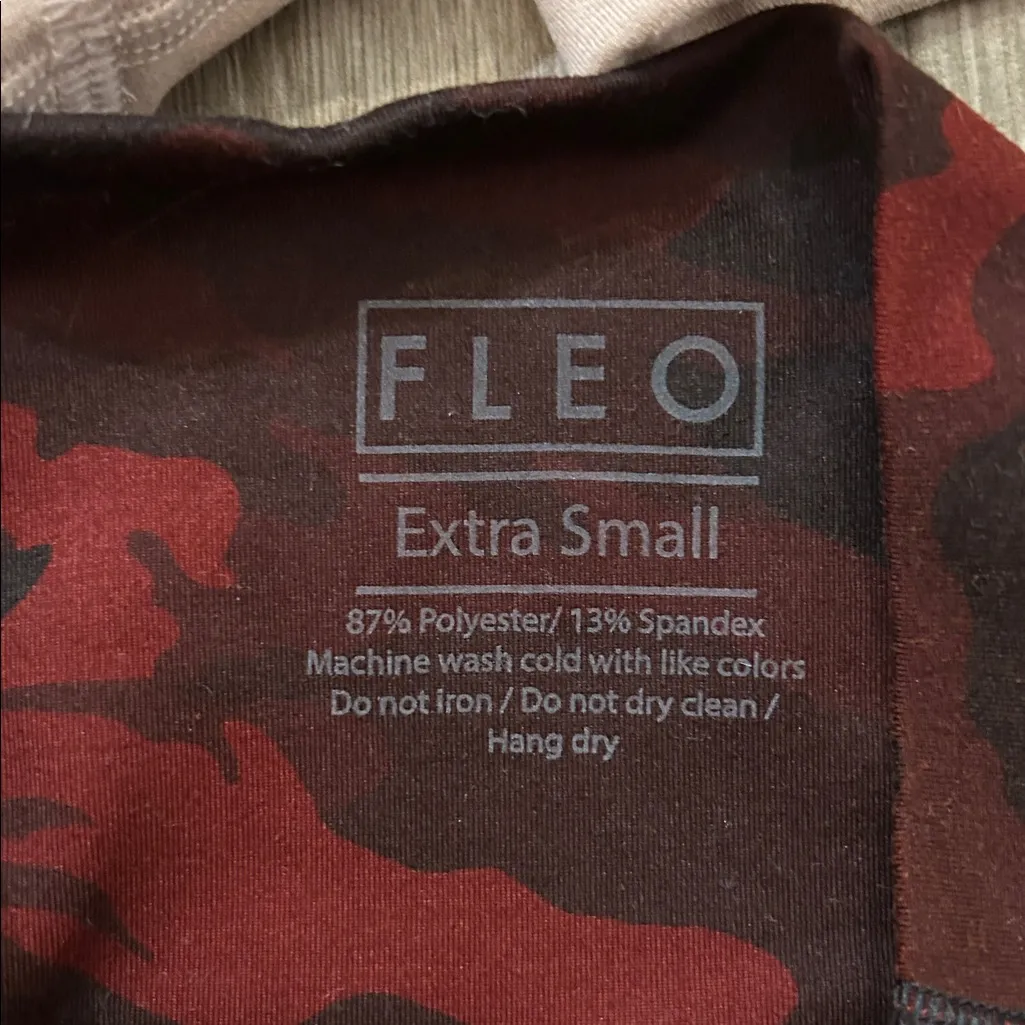 FLEO
Extra Small
87% Polyester/ 13% Spandex
Machine wash cold with like colors
Do not iron / Do not dry clean /
Hang dry